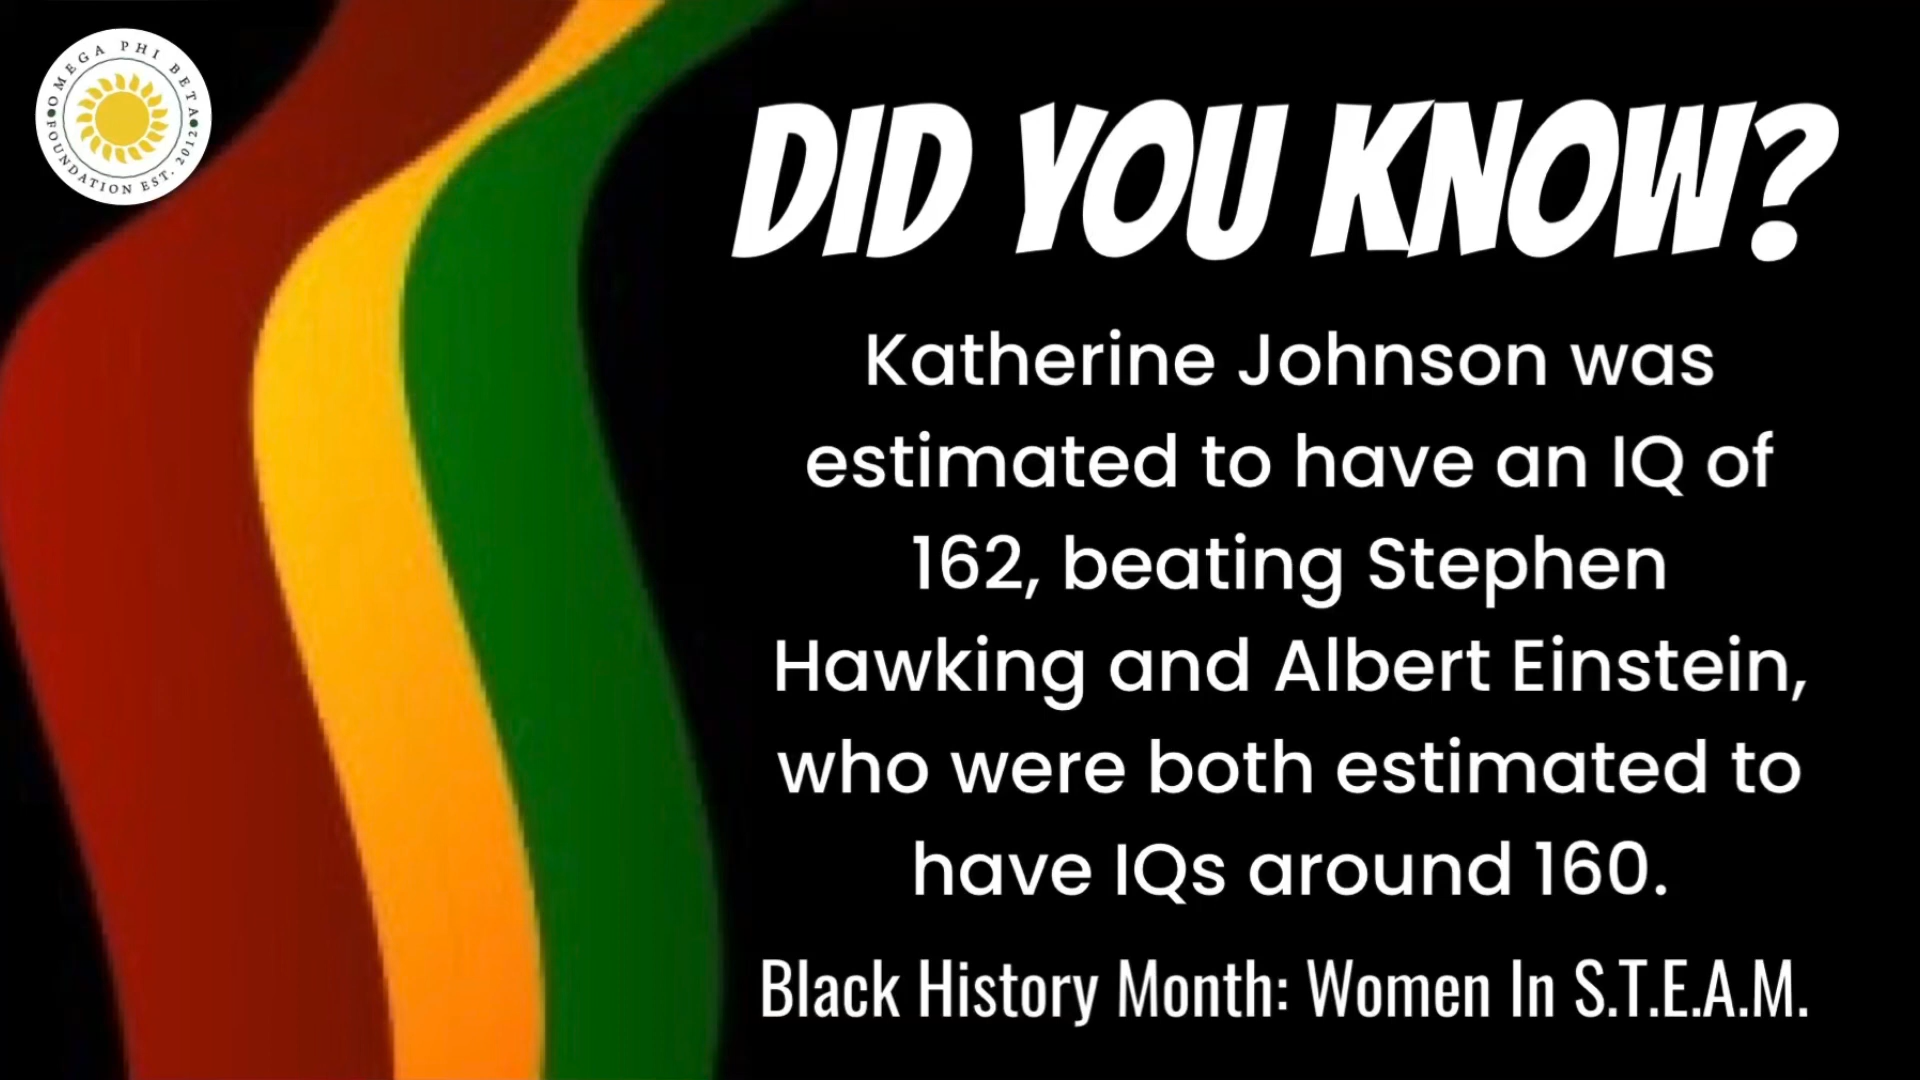 OMEGA PHI BETA
FOUNDATION EST. 2012
DID YOU KNOW?
Katherine Johnson was
estimated to have an IQ of
162, beating Stephen
Hawking and Albert Einstein,
who were both estimated to
have IQs around 160.
Black History Month: Women In S.T.E.A.M.